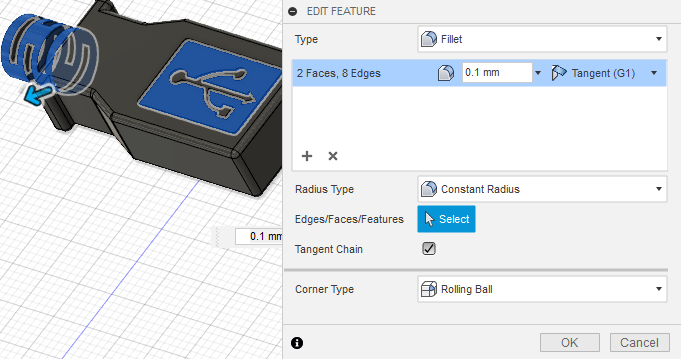 EDIT FEATURE
Type Fillet
2 Faces, 8 Edges 0.1 mm Tangent (G1)
Radius Type Constant Radius
Edges/Faces/Features Select
0.1 mm
Tangent Chain
Corner Type Rolling Ball
OK Cancel